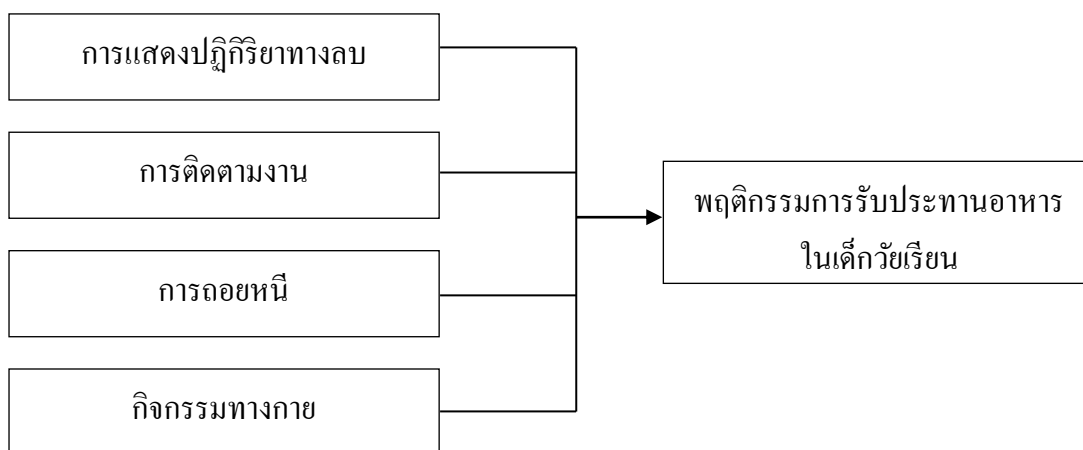 การแสดงปฏิกิริยาทางลบ
การติดตามงาน
การถอยหนี
กิจกรรมทางกาย
พฤติกรรมการรับประทานอาหาร
ในเด็กวัยเรียน